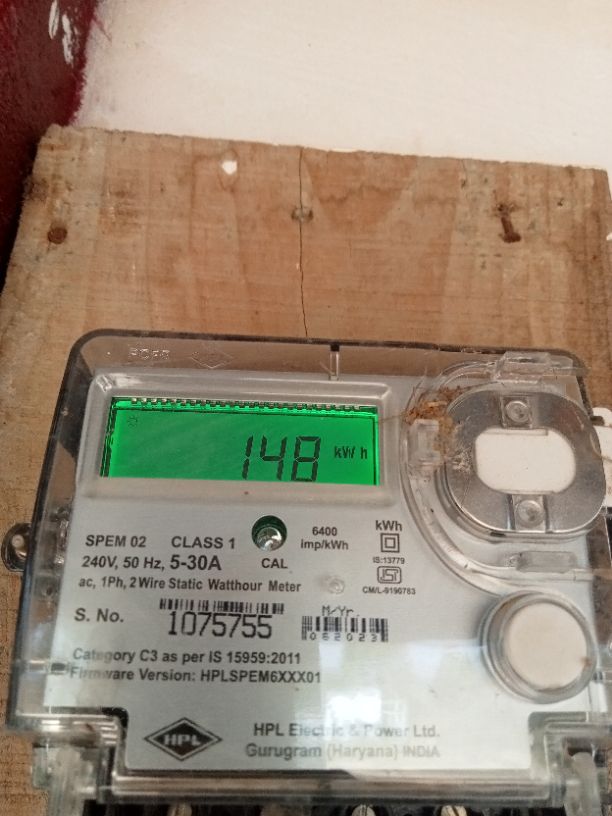 148 kWh
SPEM 02 CLASS 1
240V, 50 Hz, 5-30A
CAL
6400
imp/kWh
kWh
IS:13779
CM/L-9190763
ac, 1Ph, 2 Wire Static Watthour Meter
S. No. 1075755
M/Yr.
062023
Category C3 as per IS 15959:2011
Firmware Version: HPLSPEM6XXX01
HPL
HPL Electric & Power Ltd.
Gurugram (Haryana) INDIA